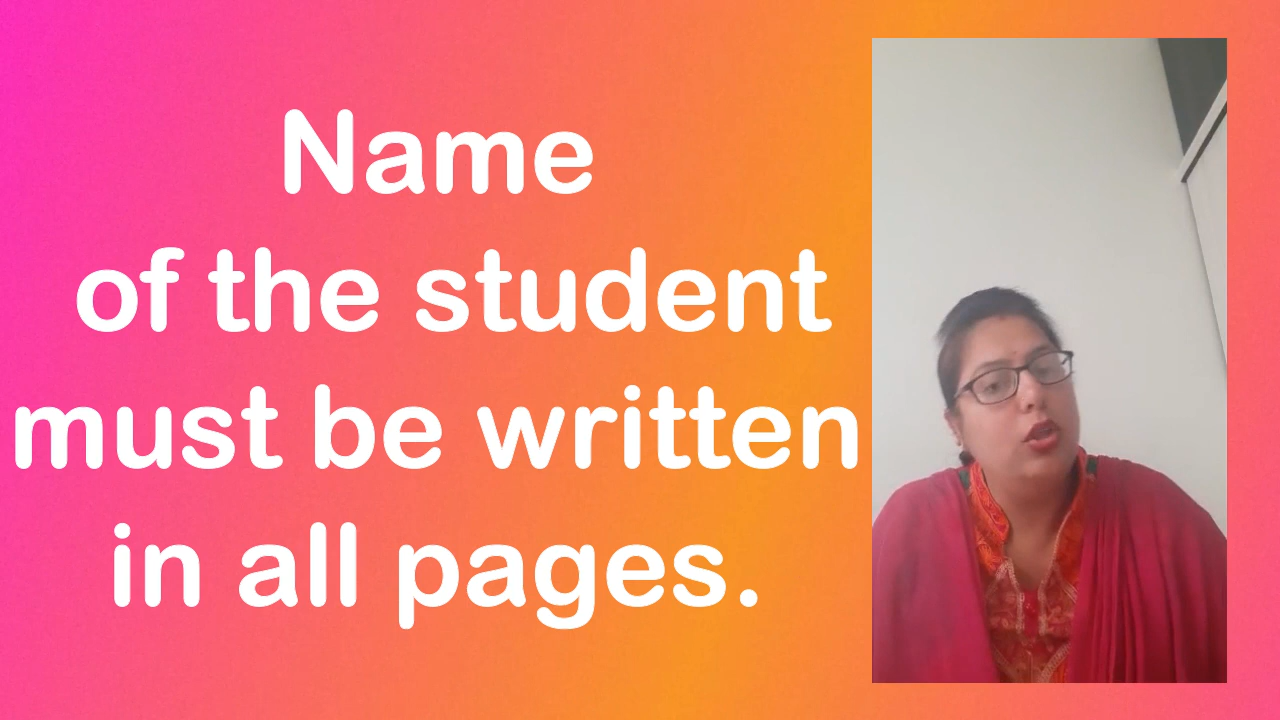 Name
of the student
must be written
in all pages.